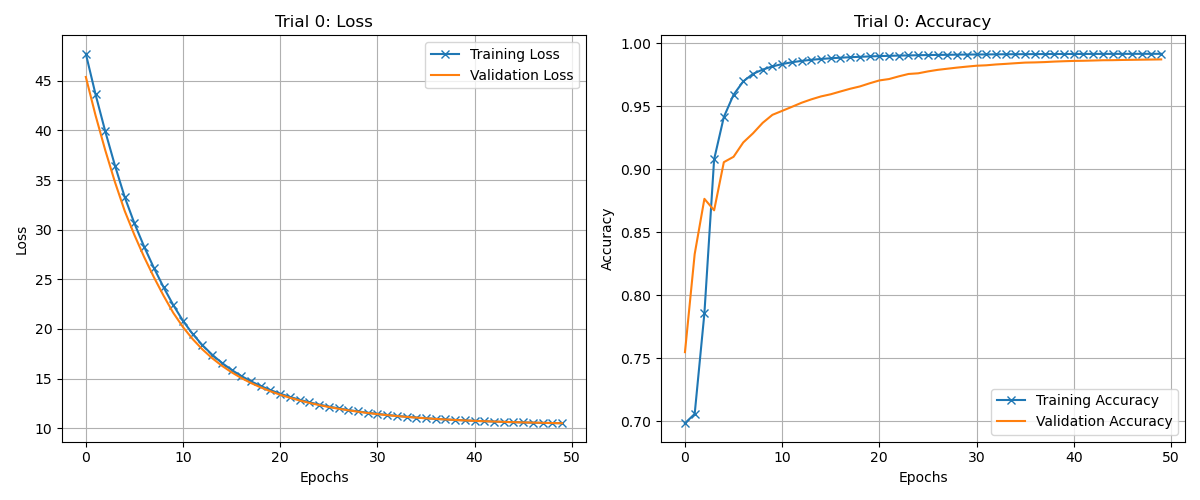 Trial 0: Loss
Training Loss
Validation Loss
45
40
35
30
25
20
15
10
0
10
20
30
40
50
Loss
Epochs
Trial 0: Accuracy
1.00
0.95
0.90
0.85
0.80
0.75
0.70
Training Accuracy
Validation Accuracy
0
10
20
30
40
50
Accuracy
Epochs